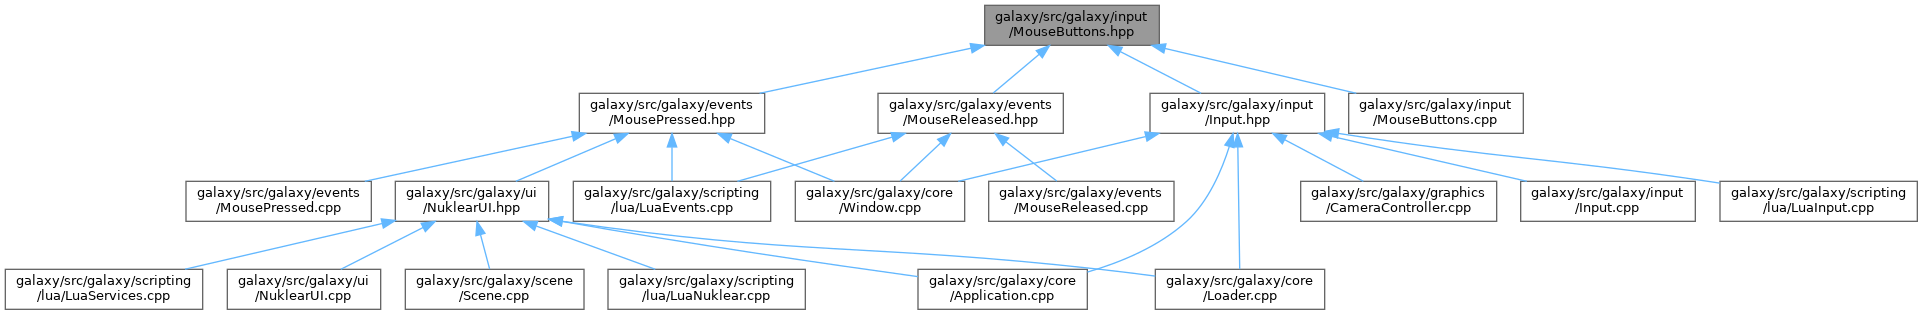 galaxy/src/galaxy/input
/MouseButtons.hpp
galaxy/src/galaxy/events
/MousePressed.hpp
galaxy/src/galaxy/events
/MouseReleased.hpp
galaxy/src/galaxy/input
/Input.hpp
galaxy/src/galaxy/input
/MouseButtons.cpp
galaxy/src/galaxy/events
/MousePressed.cpp
galaxy/src/galaxy/ui
/NuklearUI.hpp
galaxy/src/galaxy/scripting
/lua/LuaEvents.cpp
galaxy/src/galaxy/core
/Window.cpp
galaxy/src/galaxy/events
/MouseReleased.cpp
galaxy/src/galaxy/graphics
/CameraController.cpp
galaxy/src/galaxy/input
/Input.cpp
galaxy/src/galaxy/scripting
/lua/LuaInput.cpp
galaxy/src/galaxy/scripting
/lua/LuaServices.cpp
galaxy/src/galaxy/ui
/NuklearUI.cpp
galaxy/src/galaxy/scene
/Scene.cpp
galaxy/src/galaxy/scripting
/lua/LuaNuklear.cpp
galaxy/src/galaxy/core
/Application.cpp
galaxy/src/galaxy/core
/Loader.cpp